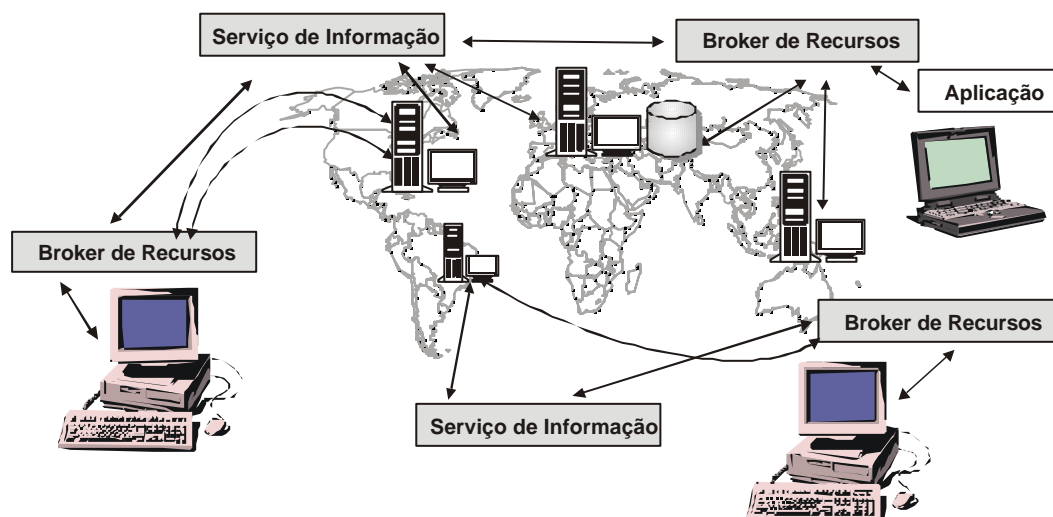 Serviço de Informação
Broker de Recursos
Aplicação
Broker de Recursos
Broker de Recursos
Serviço de Informação